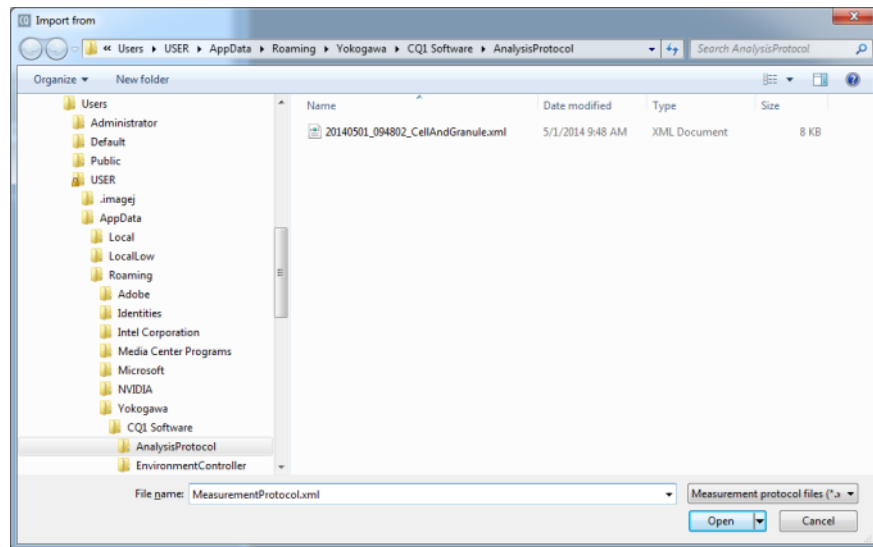 Import from
« Users ▸ USER ▸ AppData ▸ Roaming ▸ Yokogawa ▸ CQ1 Software ▸ AnalysisProtocol
Search AnalysisProtocol
Organize
New folder
Users
Administrator
Default
Public
USER
.imagej
AppData
Local
LocalLow
Roaming
Adobe
Identities
Intel Corporation
Media Center Programs
Microsoft
NVIDIA
Yokogawa
CQ1 Software
AnalysisProtocol
EnvironmentController
Name Date modified Type Size
20140501_094802_CellAndGranule.xml 5/1/2014 9:48 AM XML Document 8 KB
File name: MeasurementProtocol.xml
Measurement protocol files (*.x
Open Cancel